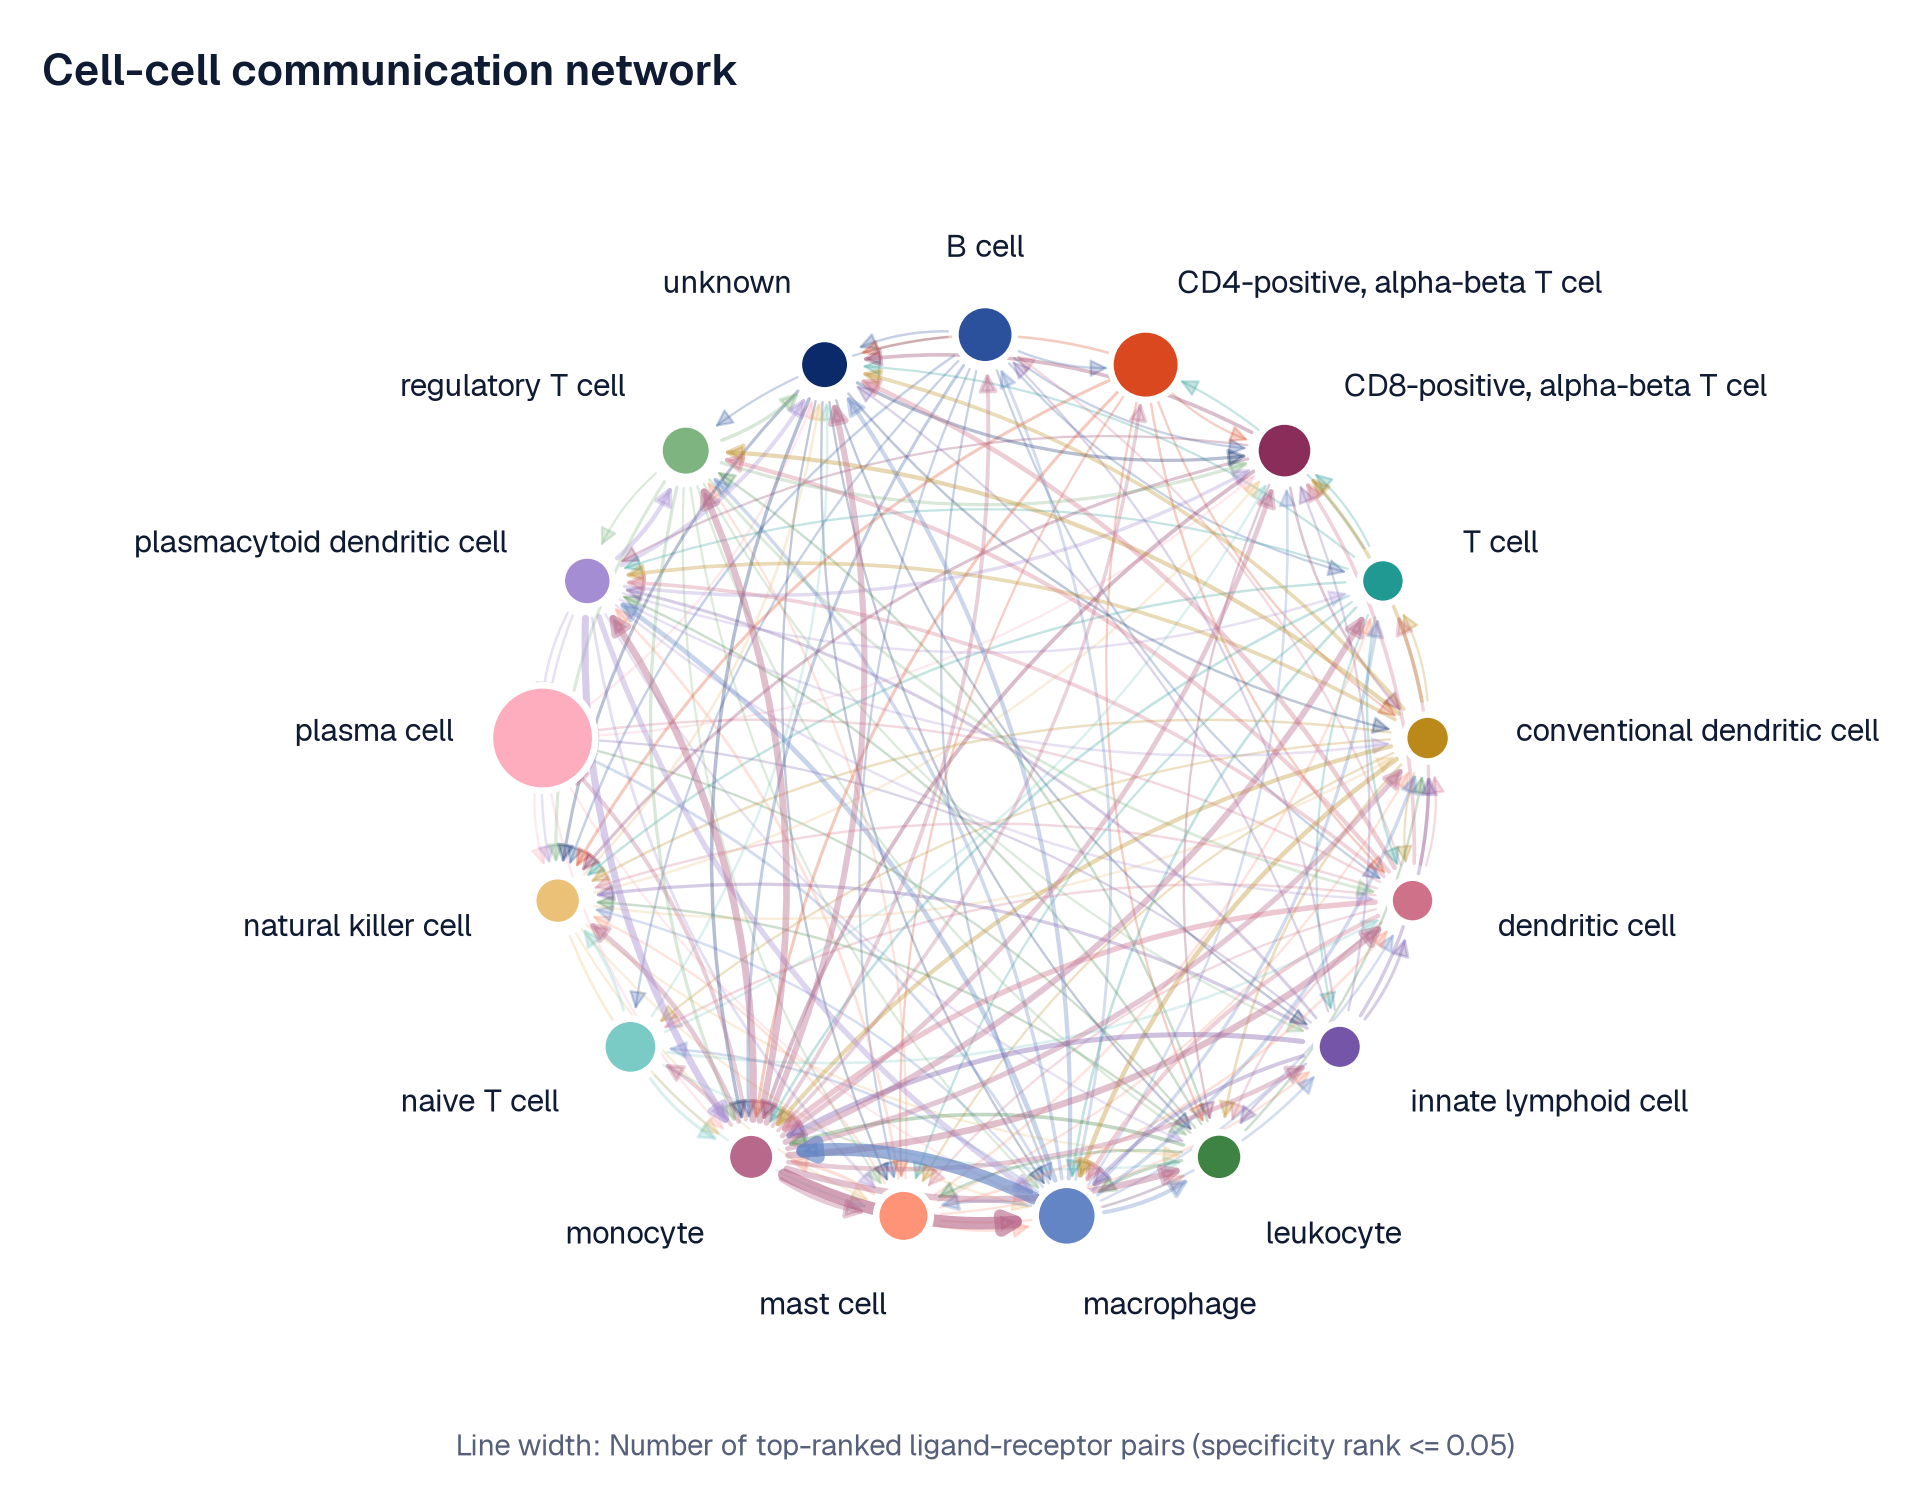 Cell-cell communication network
B cell
unknown
CD4-positive, alpha-beta T cel
regulatory T cell
CD8-positive, alpha-beta T cel
plasmacytoid dendritic cell
T cell
plasma cell
conventional dendritic cell
natural killer cell
dendritic cell
naive T cell
innate lymphoid cell
monocyte
leukocyte
mast cell
macrophage
Line width: Number of top-ranked ligand-receptor pairs (specificity rank <= 0.05)